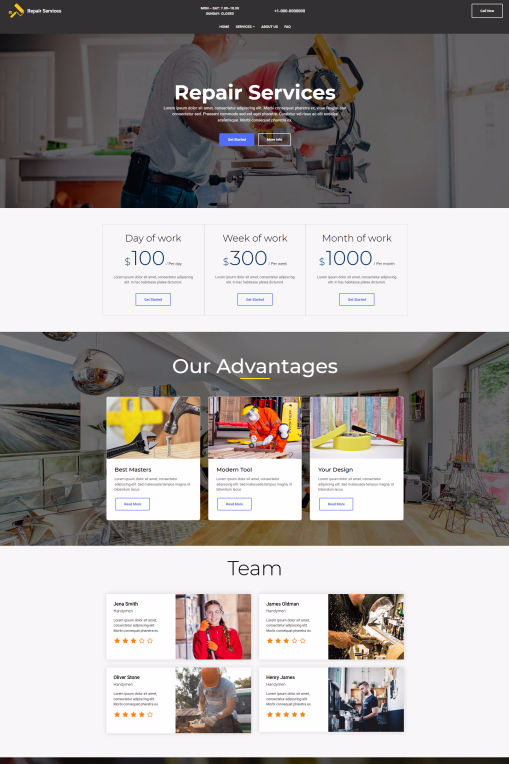 Repair Services
MON – SAT: 7.00–18.00
SUNDAY: CLOSED
+1-000-0000000
Call Now
HOME
SERVICES
ABOUT US
FAQ
Repair Services
Lorem ipsum dolor sit amet, consectetur adipiscing elit. Morbi consequat pharetra ex, vitae feugiat sem
consectetur sed. Praesent commodo sed est eget pharetra. Curabitur vel risus ac elit sodales
scelerisque. Morbi consequat pharetra ex.
Get Started
More Info
Day of work
$100 / Per day
Lorem ipsum dolor sit amet, consectetur adipiscing
elit. In hac habitasse platea dictumst.
Get Started
Week of work
$300 / Per week
Lorem ipsum dolor sit amet, consectetur adipiscing
elit. In hac habitasse platea dictumst.
Get Started
Month of work
$1000 / Per month
Lorem ipsum dolor sit amet, consectetur adipiscing
elit. In hac habitasse platea dictumst.
Get Started
Our Advantages
Best Masters
Lorem ipsum dolor sit amet, consectetur
adipiscing elit. Sed malesuada tempus magna, ut
bibendum lacus
Read More
Modern Tool
Lorem ipsum dolor sit amet, consectetur
adipiscing elit. Sed malesuada tempus magna, ut
bibendum lacus
Read More
Your Design
Lorem ipsum dolor sit amet, consectetur
adipiscing elit. Sed malesuada tempus magna, ut
bibendum lacus
Read More
Team
Jena Smith
Handymen
Lorem ipsum dolor sit amet,
consectetur adipiscing elit.
Morbi consequat pharetra ex.
James Oldman
Handymen
Lorem ipsum dolor sit amet,
consectetur adipiscing elit.
Morbi consequat pharetra ex.
Oliver Stone
Handymen
Lorem ipsum dolor sit amet,
consectetur adipiscing elit.
Morbi consequat pharetra ex.
Henry James
Handymen
Lorem ipsum dolor sit amet,
consectetur adipiscing elit.
Morbi consequat pharetra ex.